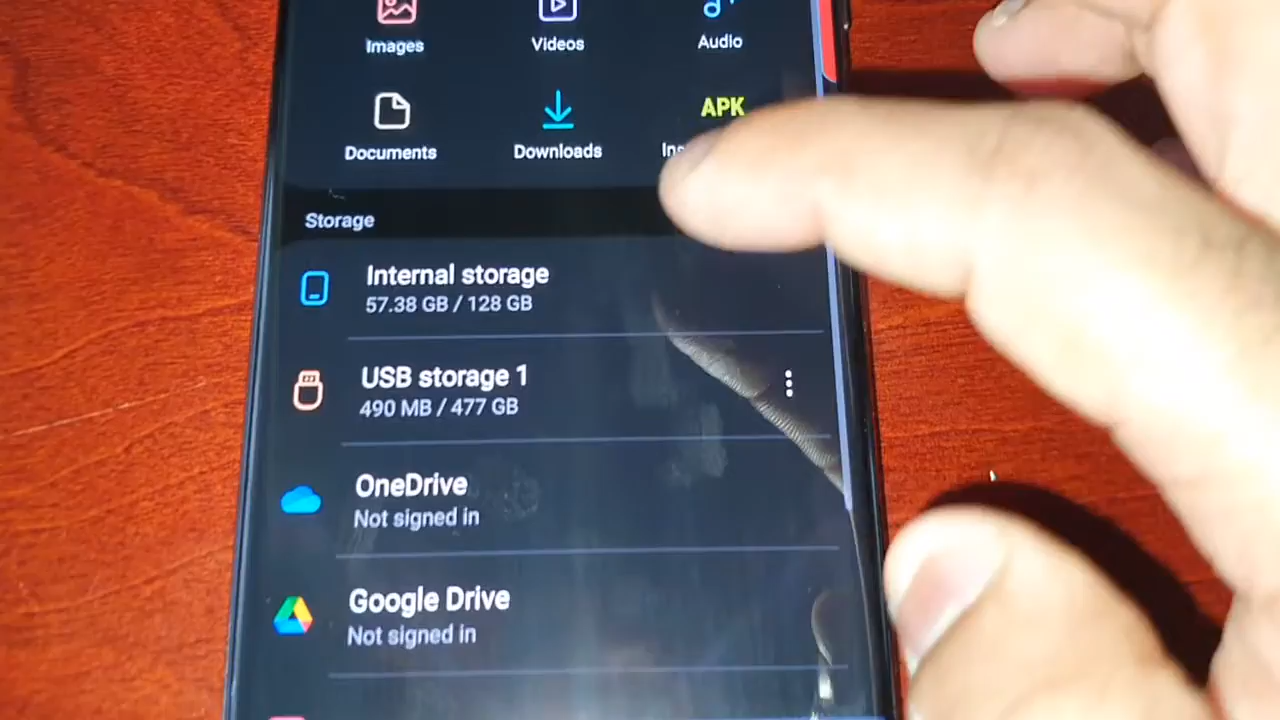 Images
Videos
Audio
Documents
Downloads
APK
Storage
Internal storage
57.38 GB / 128 GB
USB storage 1
490 MB / 477 GB
OneDrive
Not signed in
Google Drive
Not signed in